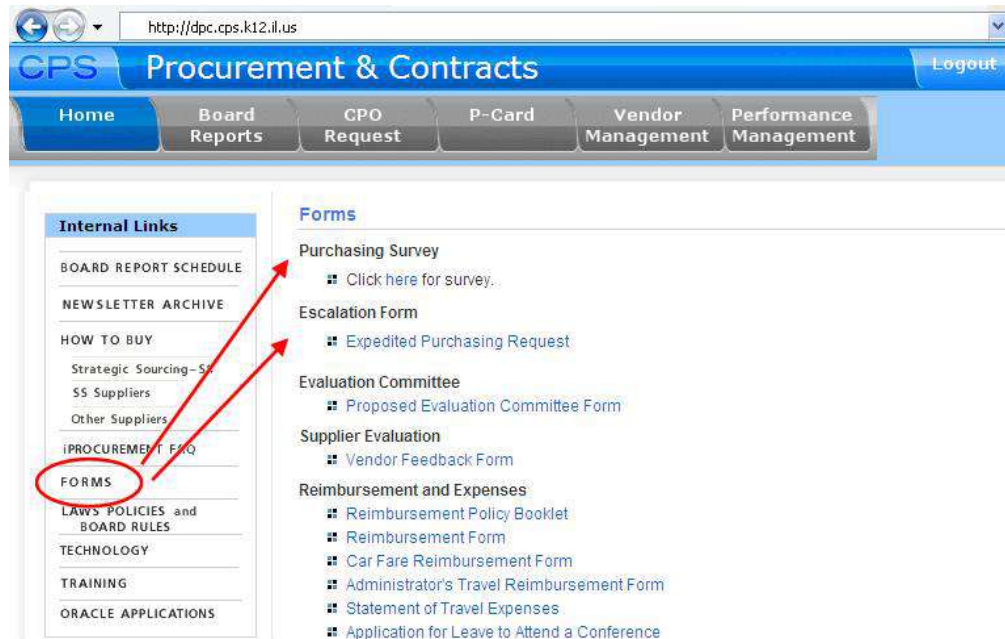 http://dpc.cps.k12.il.us
CPS Procurement & Contracts
Logout
Home
Board Reports
CPO Request
P-Card
Vendor Management
Performance Management
Internal Links
BOARD REPORT SCHEDULE
NEWSLETTER ARCHIVE
HOW TO BUY
Strategic Sourcing-SS
SS Suppliers
Other Suppliers
iPROCUREMENT FAQ
FORMS
LAWS POLICIES and
BOARD RULES
TECHNOLOGY
TRAINING
ORACLE APPLICATIONS
Forms
Purchasing Survey
Click here for survey.
Escalation Form
Expedited Purchasing Request
Evaluation Committee
Proposed Evaluation Committee Form
Supplier Evaluation
Vendor Feedback Form
Reimbursement and Expenses
Reimbursement Policy Booklet
Reimbursement Form
Car Fare Reimbursement Form
Administrator's Travel Reimbursement Form
Statement of Travel Expenses
Application for Leave to Attend a Conference